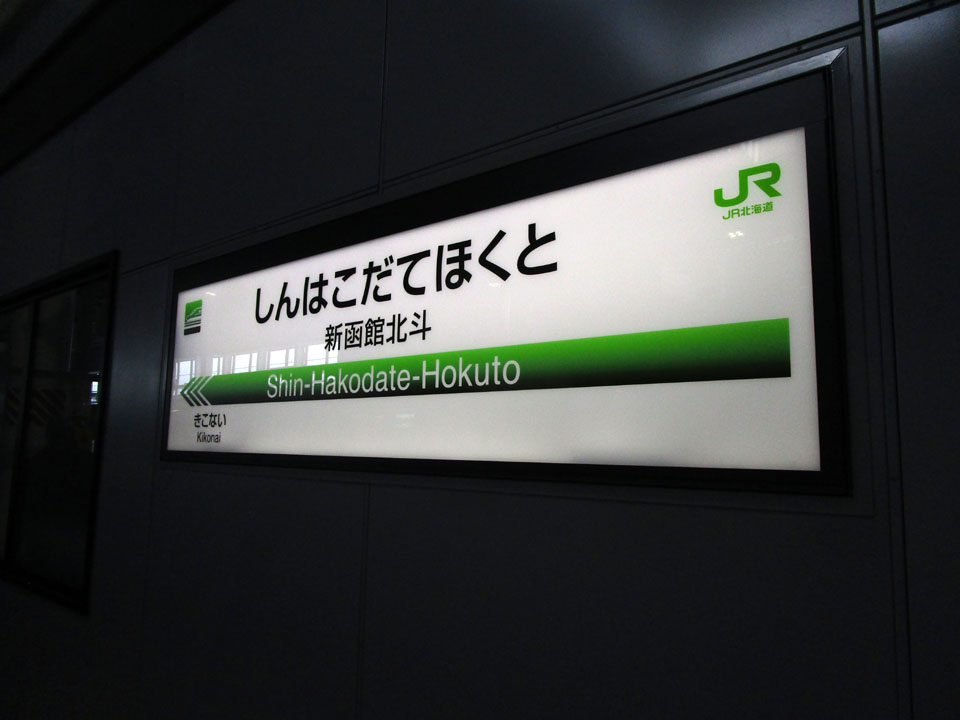 JR
JR北海道
しんはこだてほくと
新函館北斗
Shin-Hakodate-Hokuto
きこない
Kikonai